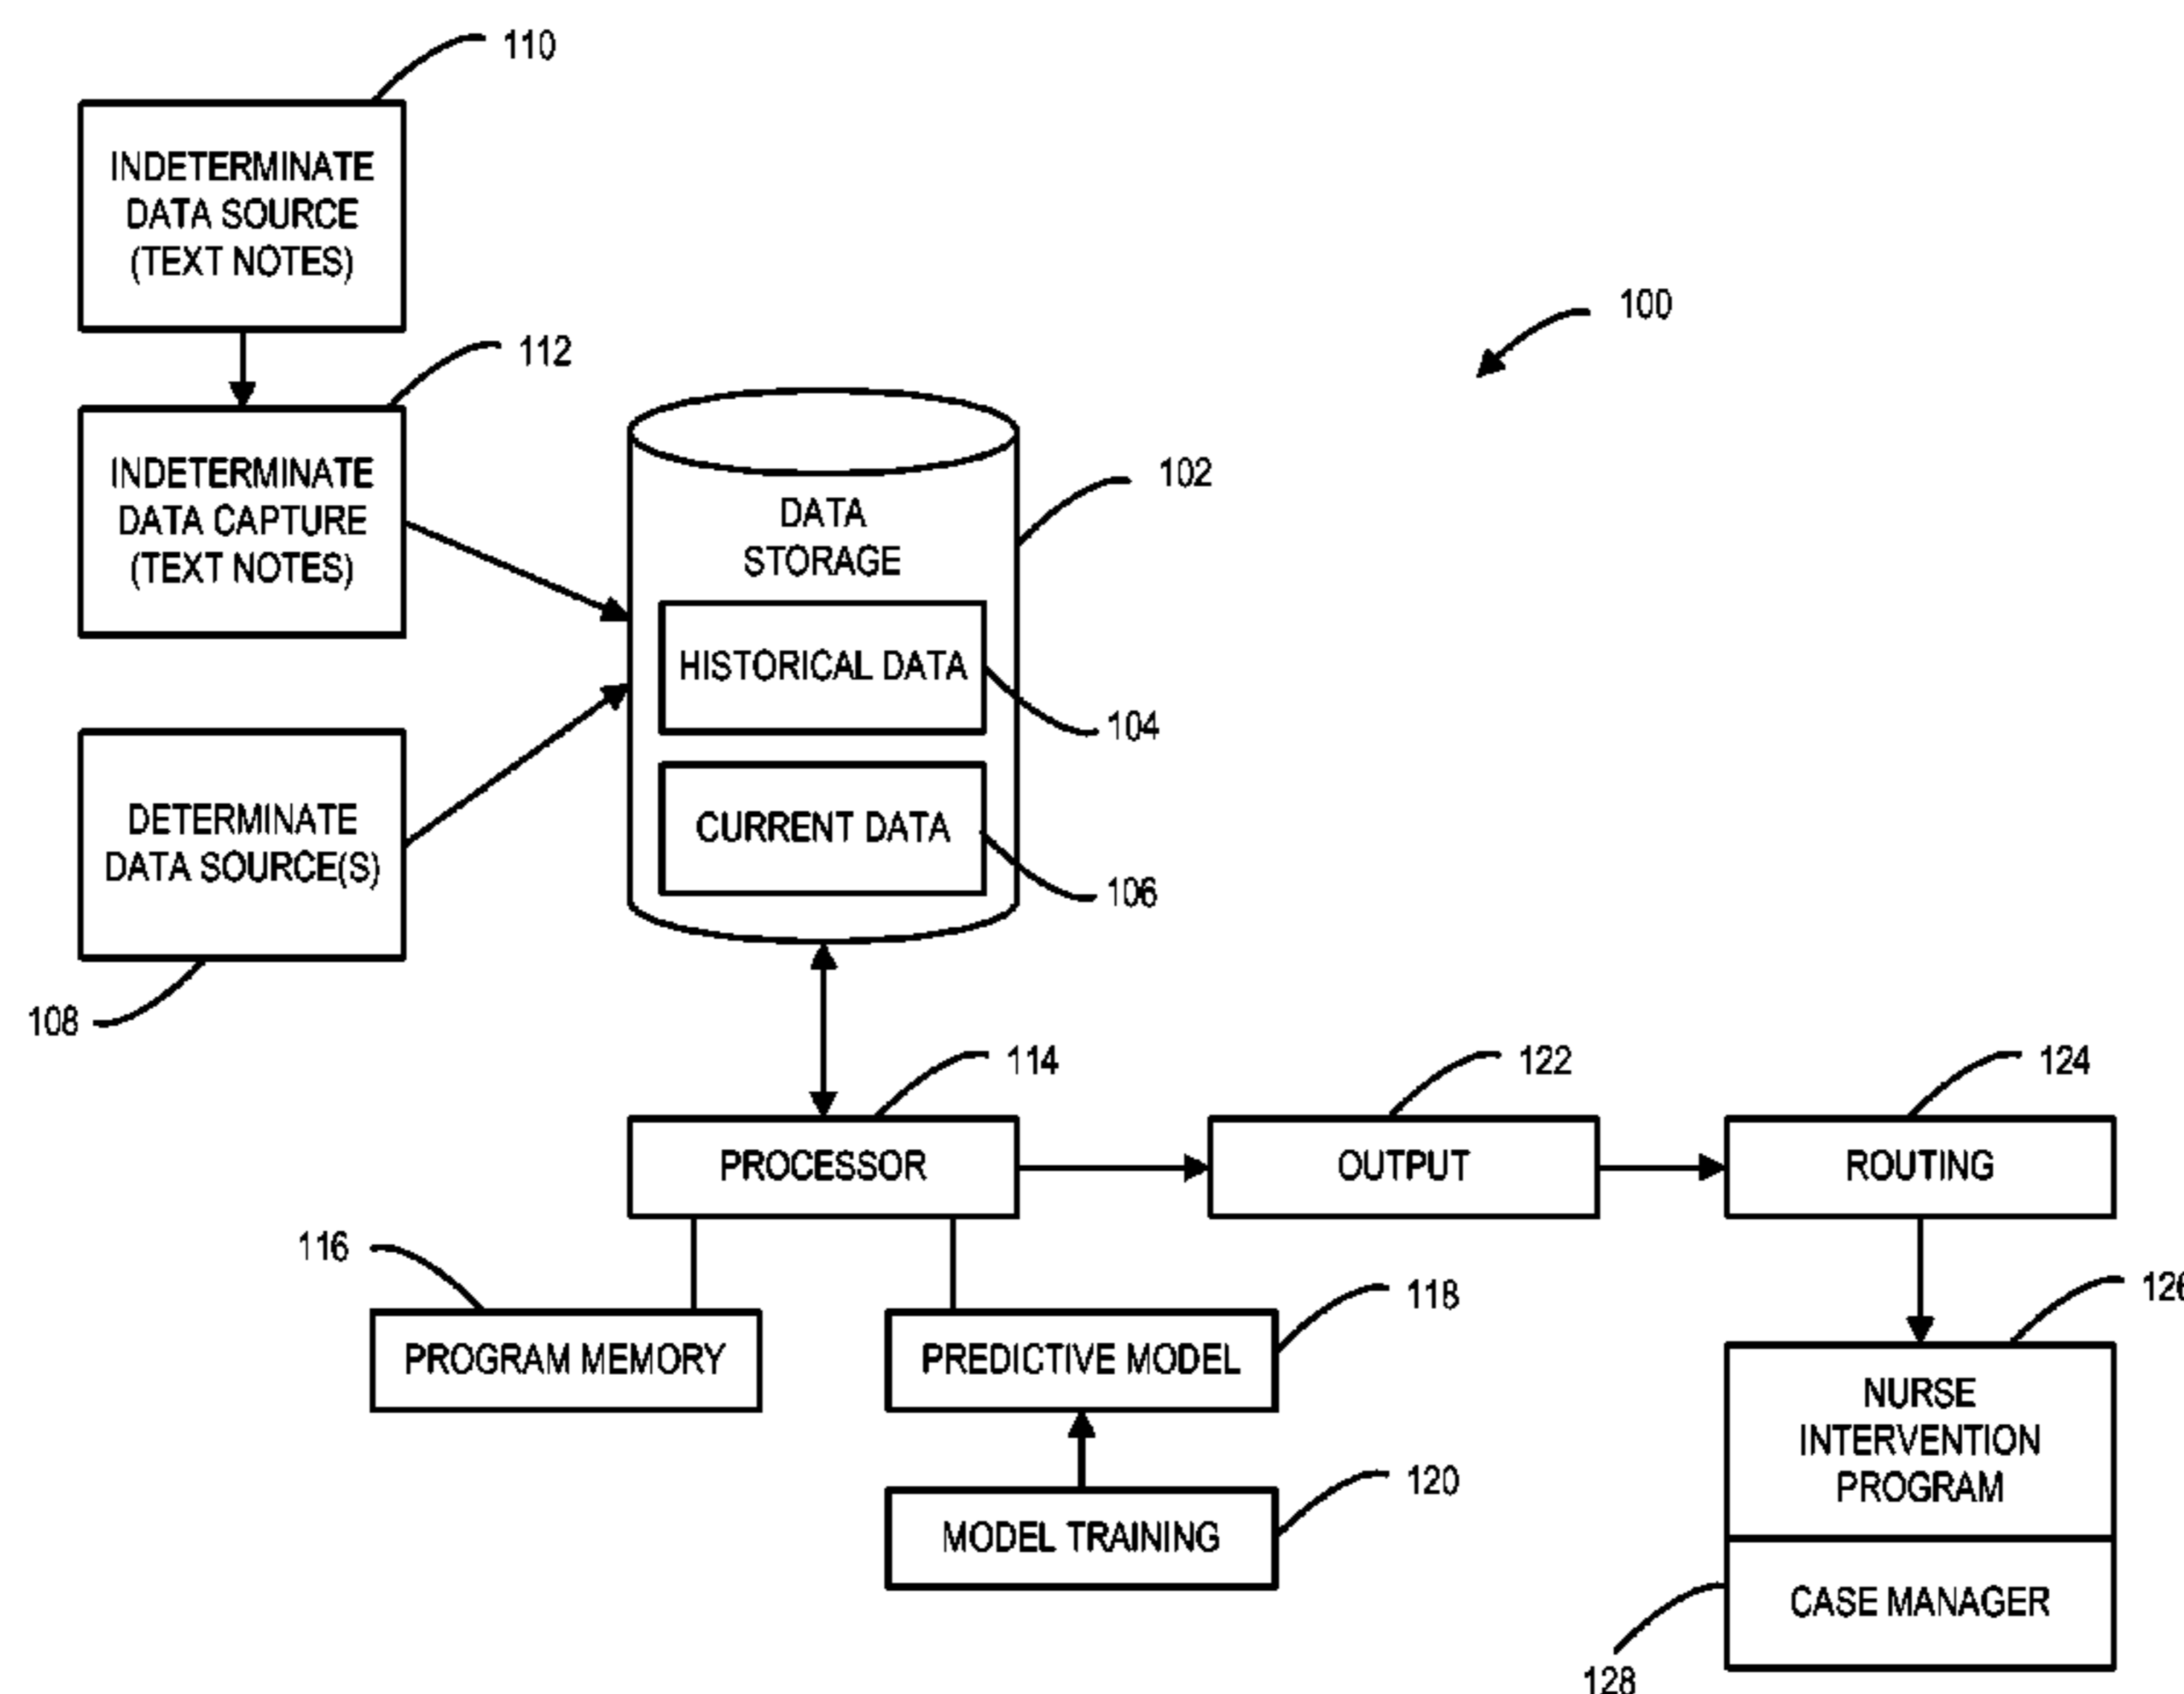 110
INDETERMINATE
DATA SOURCE
(TEXT NOTES)
100
112
INDETERMINATE
DATA CAPTURE
(TEXT NOTES)
102
DATA
STORAGE
HISTORICAL DATA
104
DETERMINATE
DATA SOURCE(S)
CURRENT DATA
106
108
114
122
124
PROCESSOR
OUTPUT
ROUTING
116
118
126
PROGRAM MEMORY
PREDICTIVE MODEL
NURSE
INTERVENTION
PROGRAM
120
MODEL TRAINING
CASE MANAGER
128